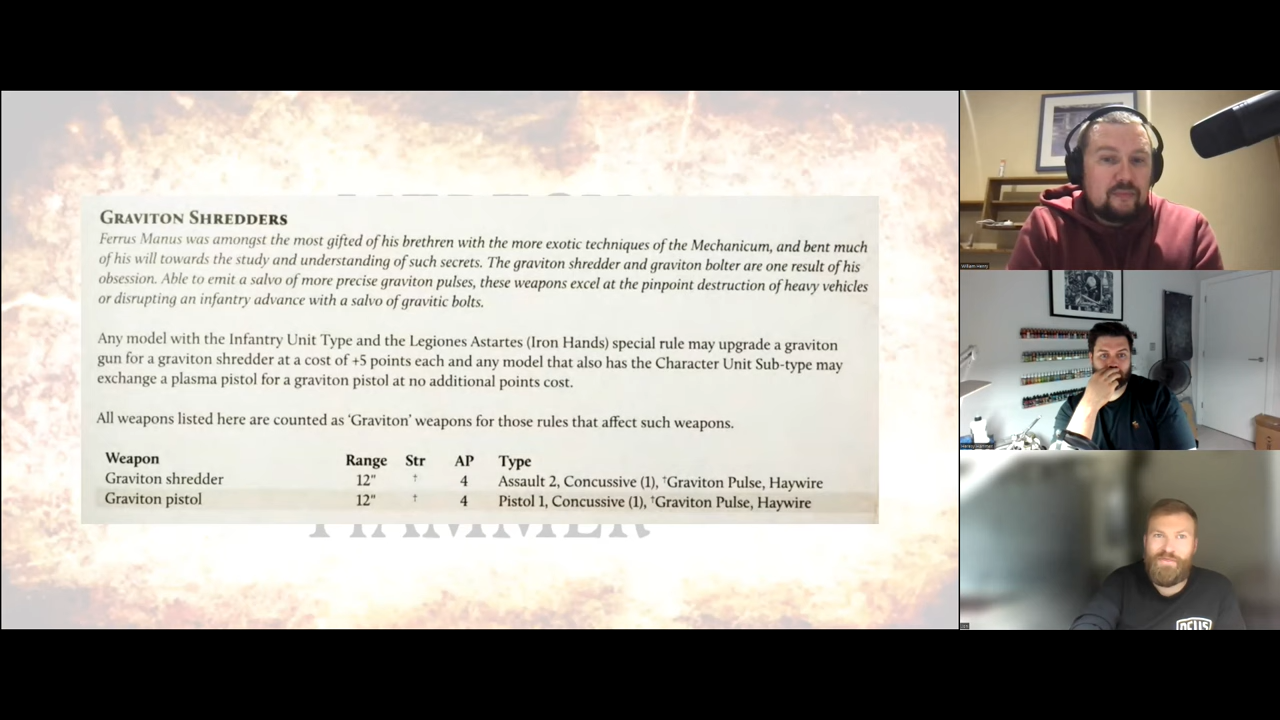 GRAVITON SHREDDERS
Ferrus Manus was amongst the most gifted of his brethren with the more exotic techniques of the Mechanicum, and bent much
of his will towards the study and understanding of such secrets. The graviton shredder and graviton bolter are one result of his
obsession. Able to emit a salvo of more precise graviton pulses, these weapons excel at the pinpoint destruction of heavy vehicles
or disrupting an infantry advance with a salvo of gravitic bolts.
Any model with the Infantry Unit Type and the Legiones Astartes (Iron Hands) special rule may upgrade a graviton
gun for a graviton shredder at a cost of +5 points each and any model that also has the Character Unit Sub-type may
exchange a plasma pistol for a graviton pistol at no additional points cost.
All weapons listed here are counted as 'Graviton' weapons for those rules that affect such weapons.
Weapon Range Str AP Type
Graviton shredder 12" † 4 Assault 2, Concussive (1), †Graviton Pulse, Haywire
Graviton pistol 12" † 4 Pistol 1, Concussive (1), †Graviton Pulse, Haywire
HAMMER
DEUS